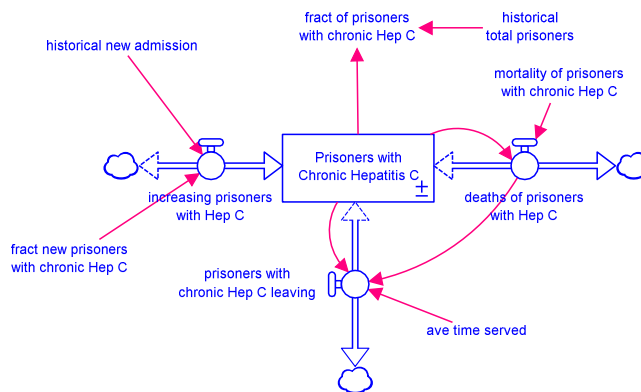 fract of prisoners
with chronic Hep C
historical
total prisoners
historical new admission
mortality of prisoners
with chronic Hep C
Prisoners with
Chronic Hepatitis C
±
increasing prisoners
with Hep C
deaths of prisoners
with Hep C
fract new prisoners
with chronic Hep C
prisoners with
chronic Hep C leaving
ave time served